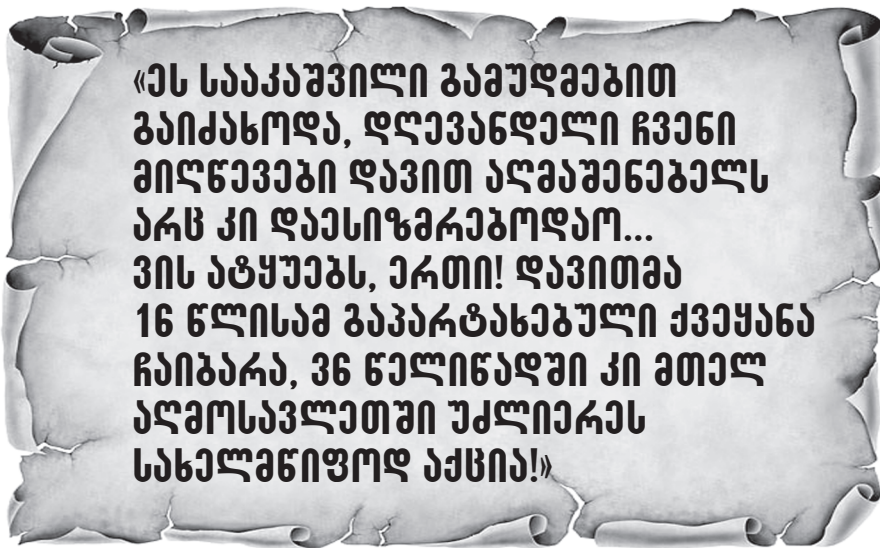 «ეს სააკაშვილი გამუდმებით
გაიძახოდა, დღევანდელი ჩვენი
მიღწევები დავით აღმაშენებელს
არც კი დაესიზმრებოდაო...
ვის ატყუებს, ერთი! დავითმა
16 წლისამ გაპარტახებული ქვეყანა
ჩაიბარა, 36 წელიწადში კი მთელ
აღმოსავლეთში უძლიერეს
სახელმწიფოდ აქცია!»